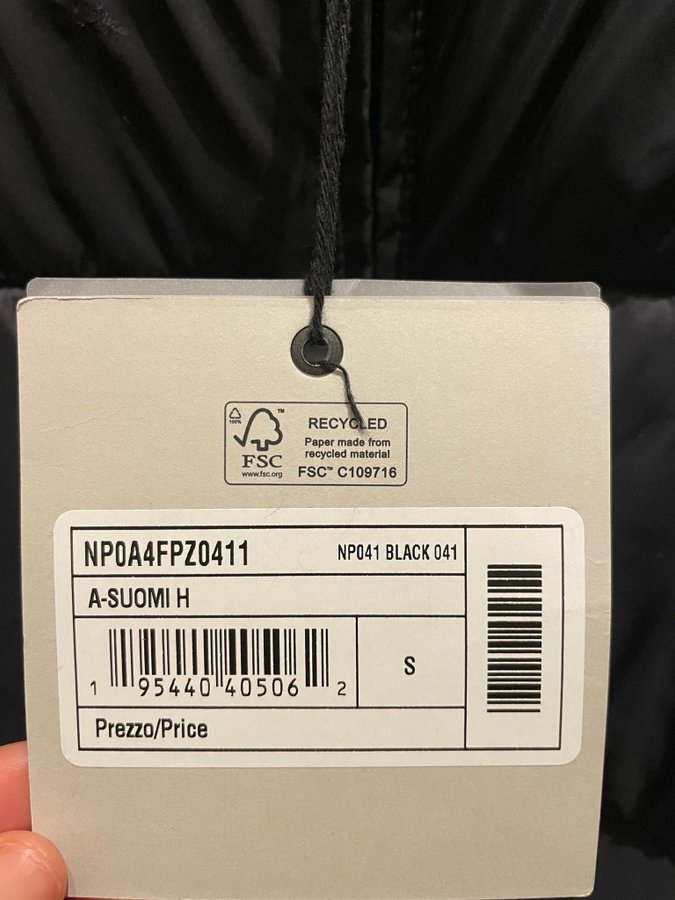 100%
™
FSC
www.fsc.org
RECYCLED
Paper made from
recycled material
FSC™ C109716
NP0A4FPZ0411 NP041 BLACK 041
A-SUOMI H
1 95440 40506 2
S
Prezzo/Price